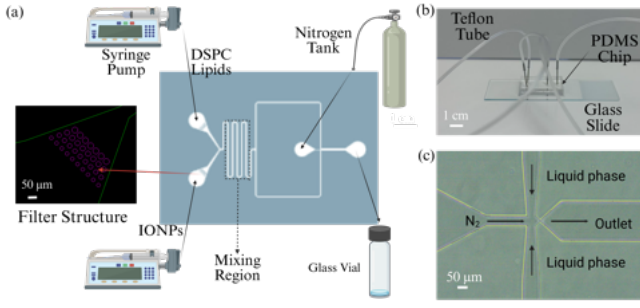 (a)
Syringe
Pump
DSPC
Lipids
Nitrogen
Tank
50 μm
Filter Structure
IONPs
Mixing
Region
Glass Vial
(b)
Teflon
Tube
PDMS
Chip
Glass
Slide
1 cm
(c)
Liquid phase
N₂
Outlet
Liquid phase
50 μm